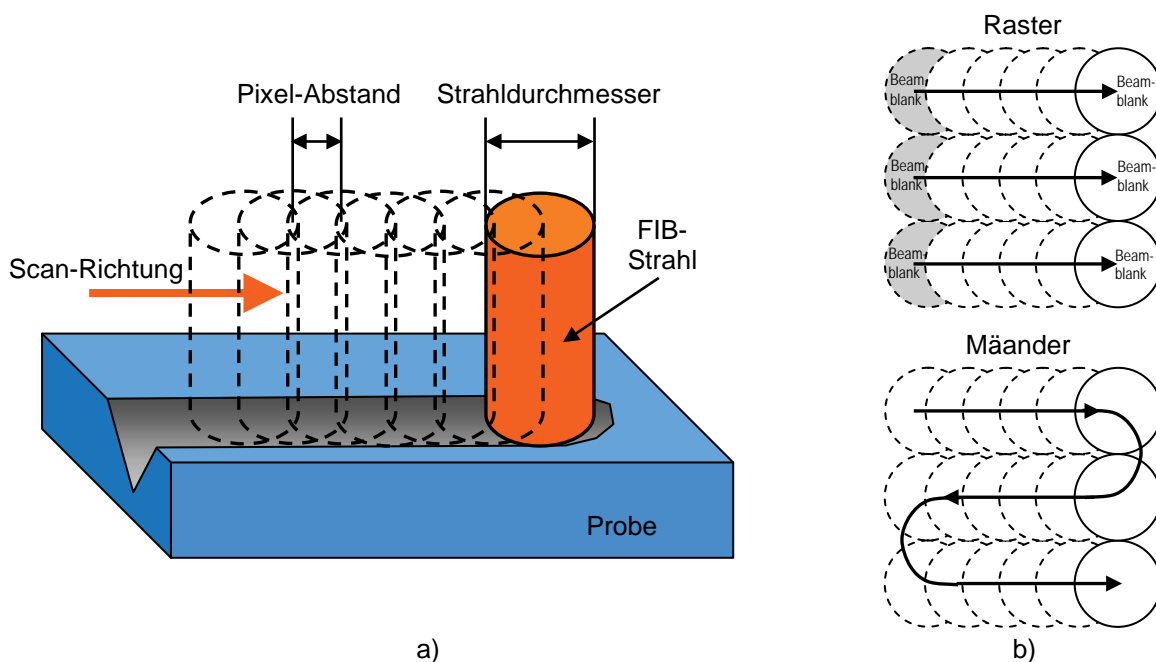 Pixel-Abstand
Strahldurchmesser
FIB-
Strahl
Scan-Richtung
Probe
a)
Raster
Beam-
blank
Beam-
blank
Beam-
blank
Beam-
blank
Beam-
blank
Beam-
blank
Mäander
b)